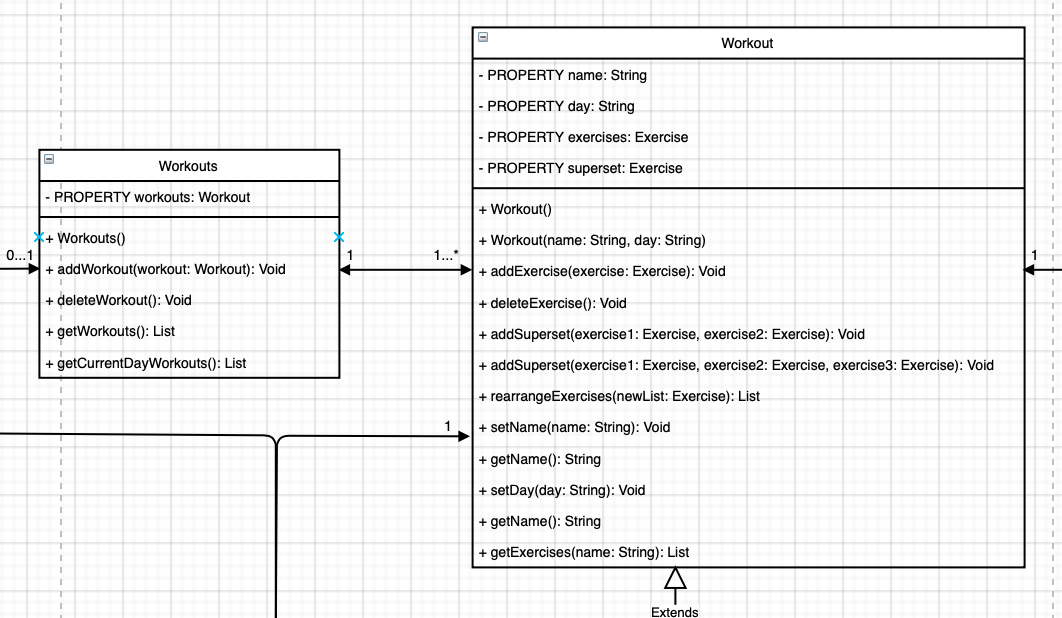 Workouts
- PROPERTY workouts: Workout
+ Workouts()
+ addWorkout(workout: Workout): Void
+ deleteWorkout(): Void
+ getWorkouts(): List
+ getCurrentDayWorkouts(): List
0...1
1
1...*
Workout
- PROPERTY name: String
- PROPERTY day: String
- PROPERTY exercises: Exercise
- PROPERTY superset: Exercise
+ Workout()
+ Workout(name: String, day: String)
+ addExercise(exercise: Exercise): Void
+ deleteExercise(): Void
+ addSuperset(exercise1: Exercise, exercise2: Exercise): Void
+ addSuperset(exercise1: Exercise, exercise2: Exercise, exercise3: Exercise): Void
+ rearrangeExercises(newList: Exercise): List
+ setName(name: String): Void
+ getName(): String
+ setDay(day: String): Void
+ getName(): String
+ getExercises(name: String): List
1
1
Extends